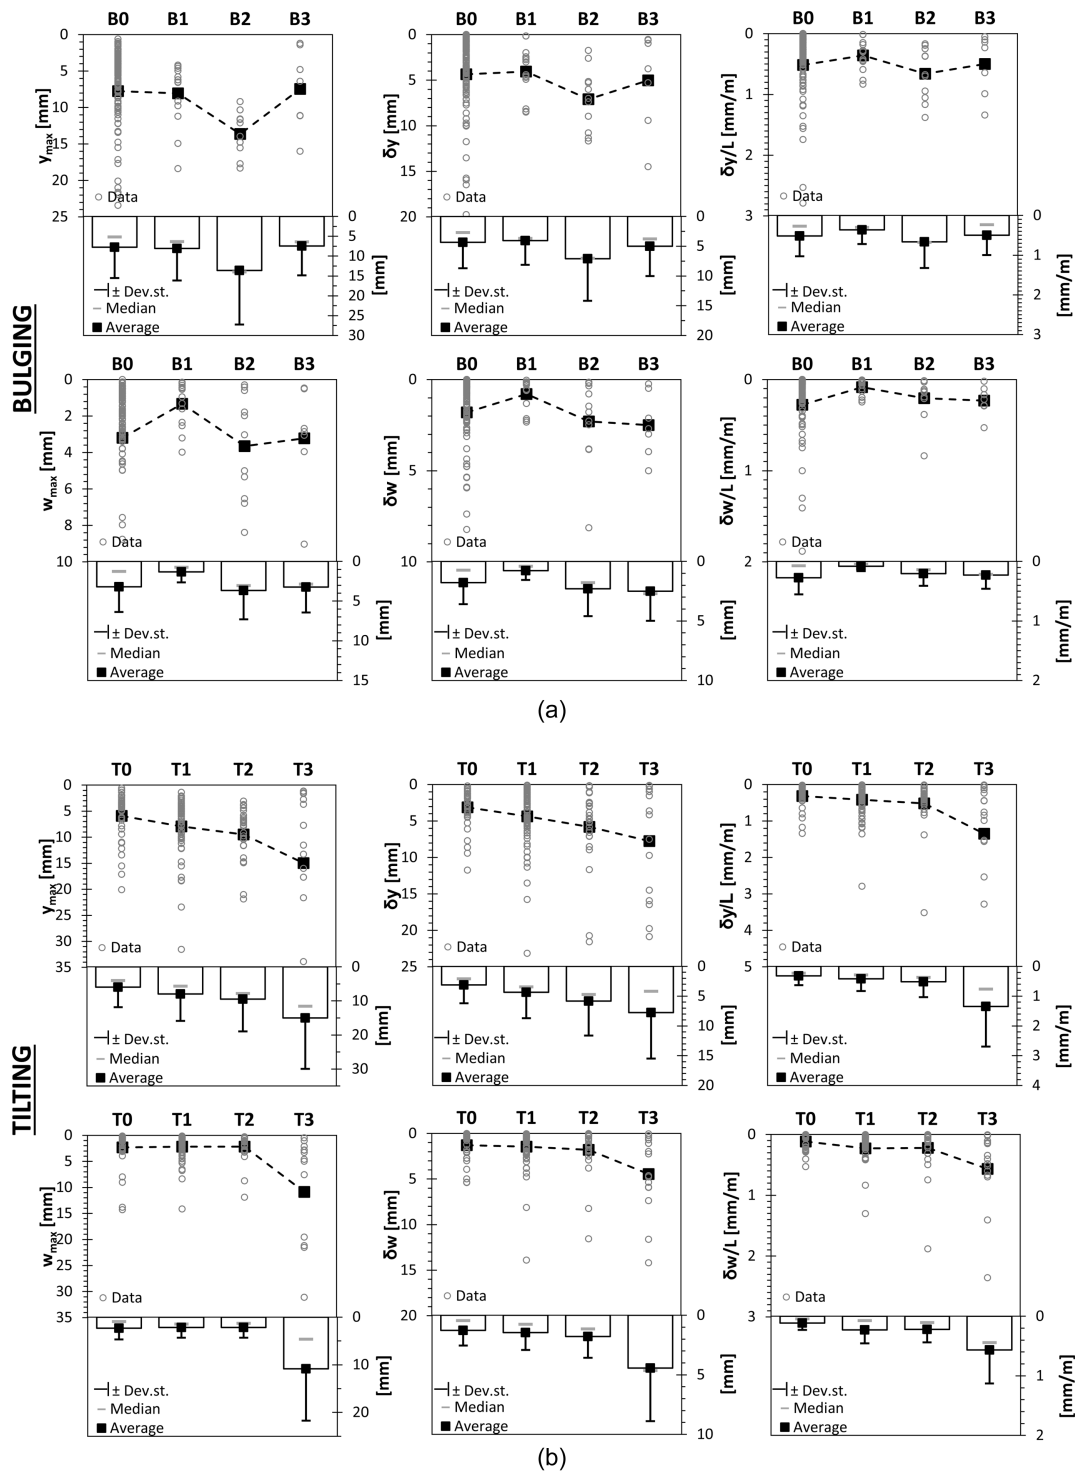 BULGING
B0 B1 B2 B3
y_max [mm]
0
5
10
15
20
25
Data
0
5
10
15
20
25
30
[mm]
± Dev.st.
Median
Average
B0 B1 B2 B3
δy [mm]
0
5
10
15
20
Data
0
5
10
15
20
[mm]
± Dev.st.
Median
Average
B0 B1 B2 B3
δy/L [mm/m]
0
1
2
3
Data
0
1
2
3
[mm/m]
± Dev.st.
Median
Average
B0 B1 B2 B3
w_max [mm]
0
2
4
6
8
10
Data
0
5
10
15
[mm]
± Dev.st.
Median
Average
B0 B1 B2 B3
δw [mm]
0
5
10
Data
0
5
10
[mm]
± Dev.st.
Median
Average
B0 B1 B2 B3
δw/L [mm/m]
0
1
2
Data
0
1
2
[mm/m]
± Dev.st.
Median
Average
(a)
TILTING
T0 T1 T2 T3
y_max [mm]
0
5
10
15
20
25
30
35
Data
0
10
20
30
[mm]
± Dev.st.
Median
Average
T0 T1 T2 T3
δy [mm]
0
5
10
15
20
25
Data
0
5
10
15
20
[mm]
± Dev.st.
Median
Average
T0 T1 T2 T3
δy/L [mm/m]
0
1
2
3
4
5
Data
0
1
2
3
4
[mm/m]
± Dev.st.
Median
Average
T0 T1 T2 T3
w_max [mm]
0
5
10
15
20
25
30
35
Data
0
10
20
[mm]
± Dev.st.
Median
Average
T0 T1 T2 T3
δw [mm]
0
5
10
15
20
Data
0
5
10
[mm]
± Dev.st.
Median
Average
T0 T1 T2 T3
δw/L [mm/m]
0
1
2
3
Data
0
1
2
[mm/m]
± Dev.st.
Median
Average
(b)